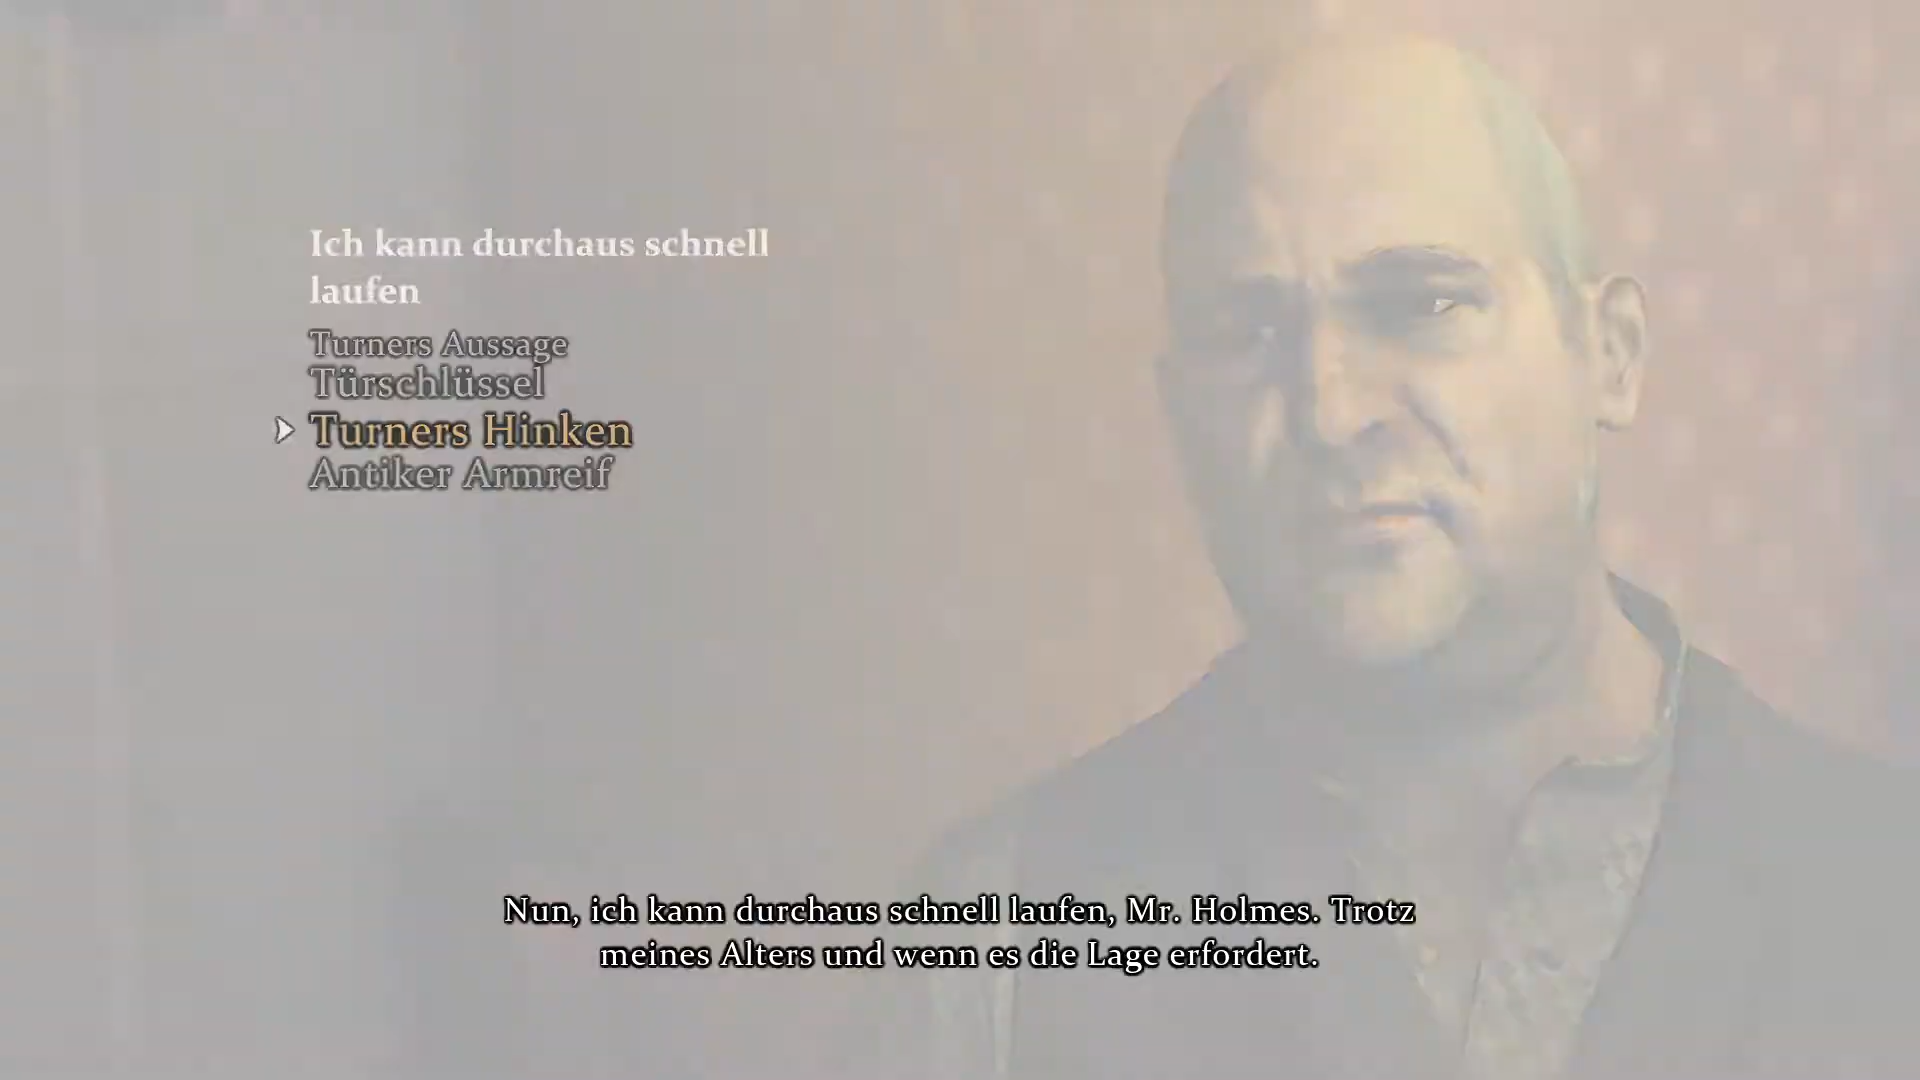 Ich kann durchaus schnell
laufen
Turners Aussage
Türschlüssel
Turners Hinken
Antiker Armreif
Nun, ich kann durchaus schnell laufen, Mr. Holmes. Trotz
meines Alters und wenn es die Lage erfordert.